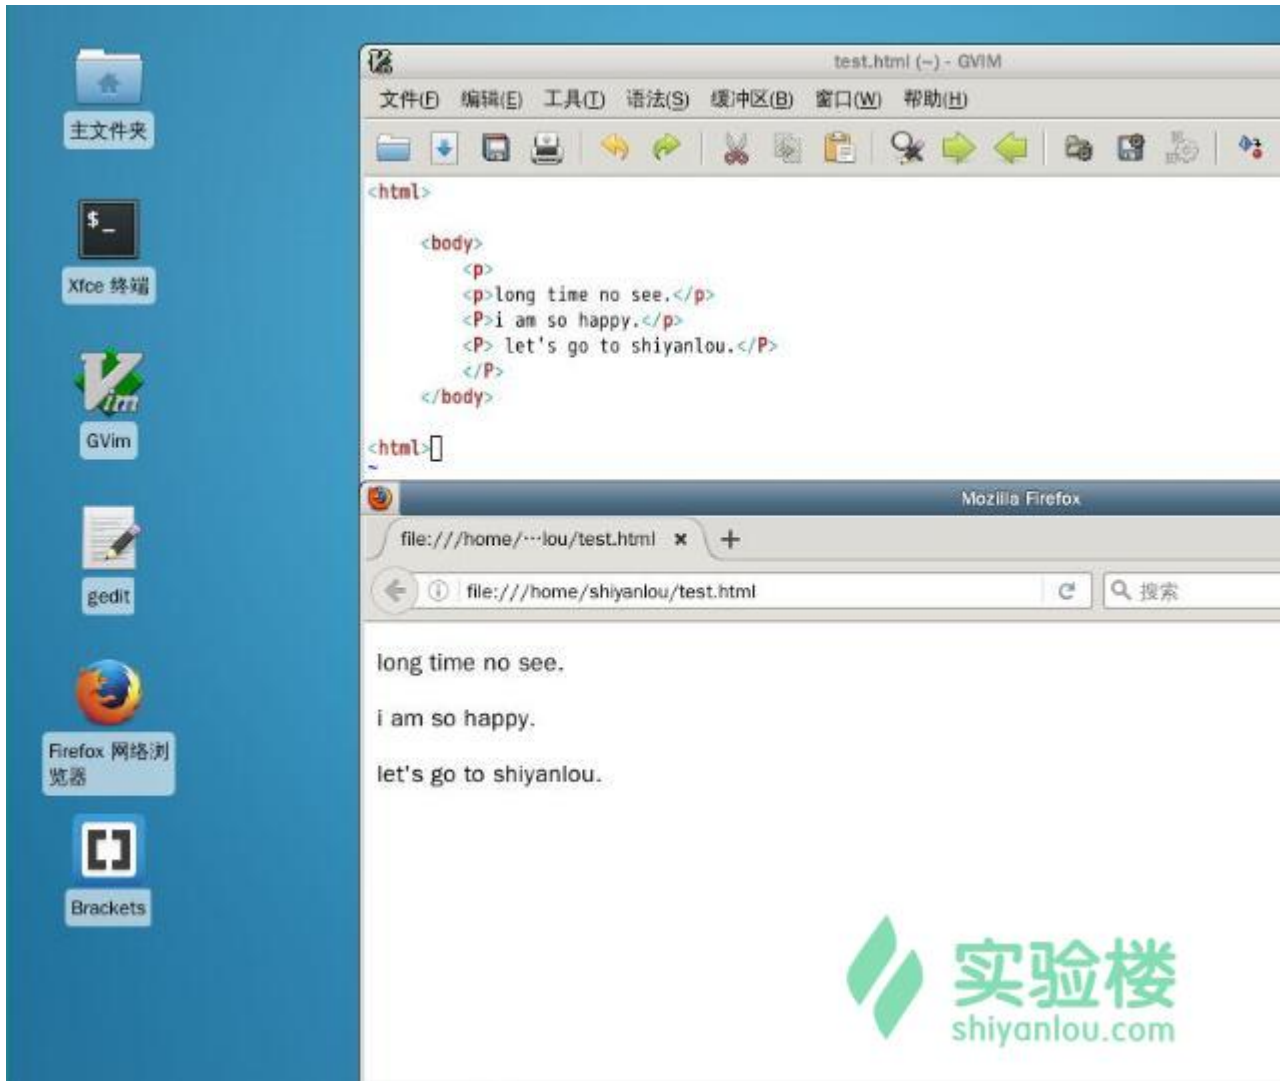 主文件夹
$_
Xfce 终端
Vim
GVim
gedit
Firefox 网络浏
览器
Brackets
test.html (~) - GVIM
文件(F) 编辑(E) 工具(T) 语法(S) 缓冲区(B) 窗口(W) 帮助(H)
<html>
<body>
<p>
<p>long time no see.</p>
<P>i am so happy.</p>
<P> let's go to shiyanlou.</P>
</P>
</body>
<html>
~
Mozilla Firefox
file:///home/···lou/test.html × +
file:///home/shiyanlou/test.html 搜索
long time no see.
i am so happy.
let's go to shiyanlou.
实验楼
shiyanlou.com